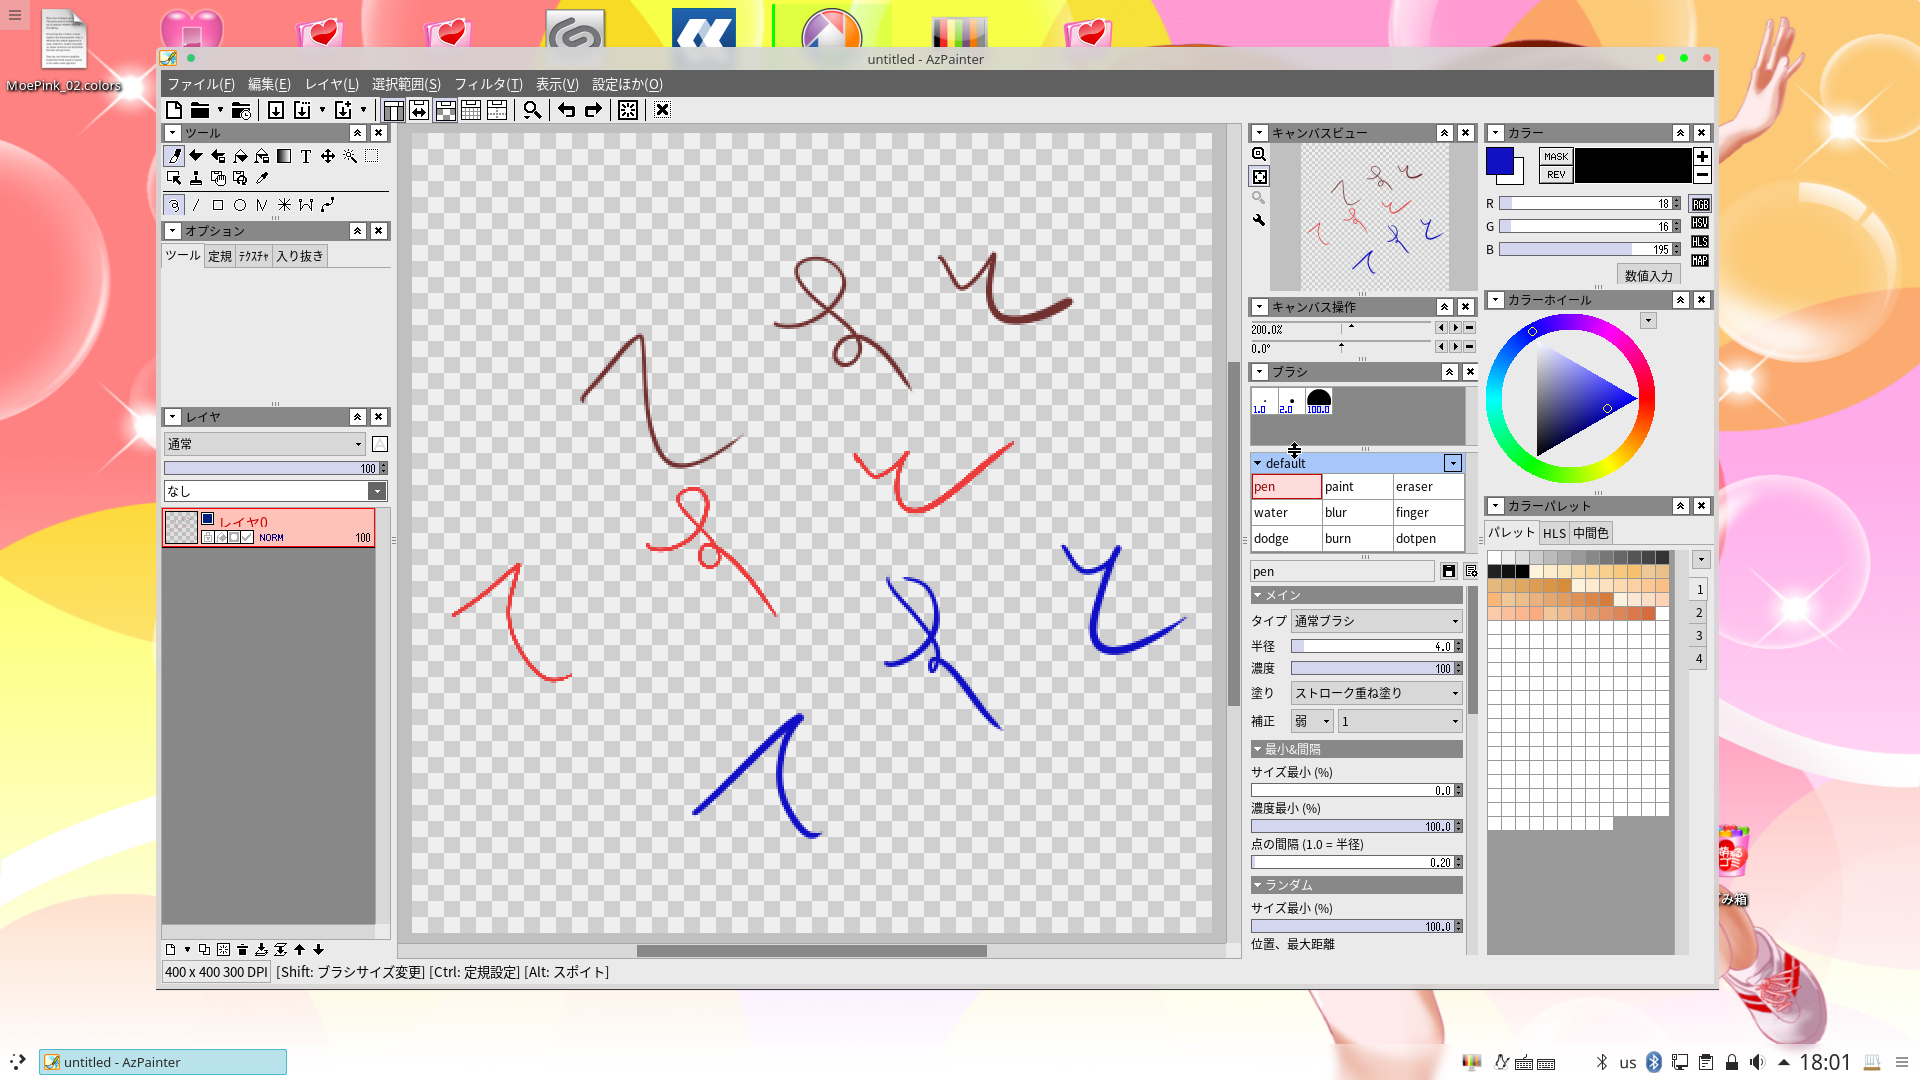 MoePink_02.colors
untitled - AzPainter
ファイル(F) 編集(E) レイヤ(L) 選択範囲(S) フィルタ(T) 表示(V) 設定ほか(O)
ツール
オプション
ツール 定規 ﾃｸｽﾁｬ 入り抜き
レイヤ
通常
100
なし
レイヤ0
NORM 100
400 x 400 300 DPI [Shift: ブラシサイズ変更] [Ctrl: 定規設定] [Alt: スポイト]
キャンバスビュー
キャンバス操作
200.0%
0.0°
ブラシ
1.0 2.0 100.0
default
pen paint eraser
water blur finger
dodge burn dotpen
pen
メイン
タイプ 通常ブラシ
半径 4.0
濃度 100
塗り ストローク重ね塗り
補正 弱 1
最小&間隔
サイズ最小 (%)
0.0
濃度最小 (%)
100.0
点の間隔 (1.0 = 半径)
0.20
ランダム
サイズ最小 (%)
100.0
位置、最大距離
カラー
MASK
REV
R 18 RGB
G 16 HSV
B 195 HLS
MAP
数値入力
カラーホイール
カラーパレット
パレット HLS 中間色
1
2
3
4
み箱
untitled - AzPainter
us 18:01